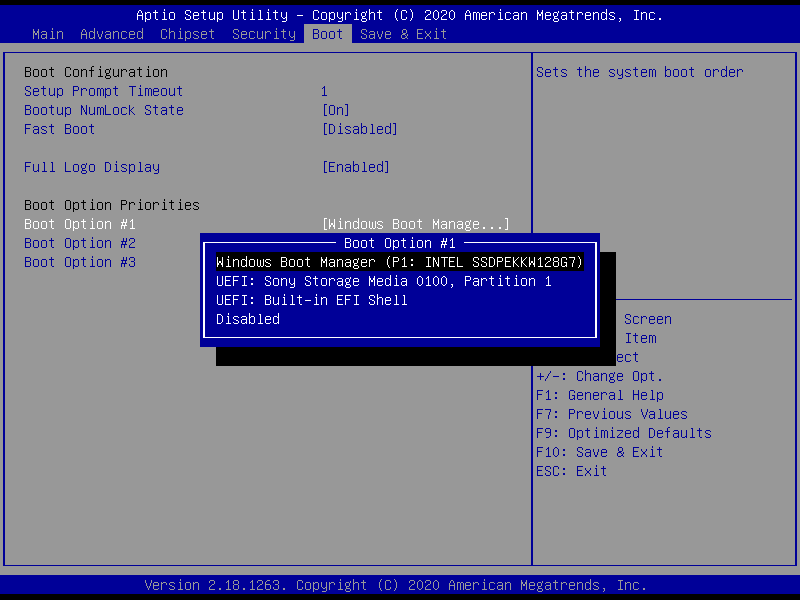 Aptio Setup Utility – Copyright (C) 2020 American Megatrends, Inc.
Main Advanced Chipset Security Boot Save & Exit
Boot Configuration
Setup Prompt Timeout 1
Bootup NumLock State [On]
Fast Boot [Disabled]
Full Logo Display [Enabled]
Boot Option Priorities
Boot Option #1 [Windows Boot Manage...]
Boot Option #2
Boot Option #3
Boot Option #1
Windows Boot Manager (P1: INTEL SSDPEKKW128G7)
UEFI: Sony Storage Media 0100, Partition 1
UEFI: Built-in EFI Shell
Disabled
Sets the system boot order
Screen
Item
ect
+/-: Change Opt.
F1: General Help
F7: Previous Values
F9: Optimized Defaults
F10: Save & Exit
ESC: Exit
Version 2.18.1263. Copyright (C) 2020 American Megatrends, Inc.